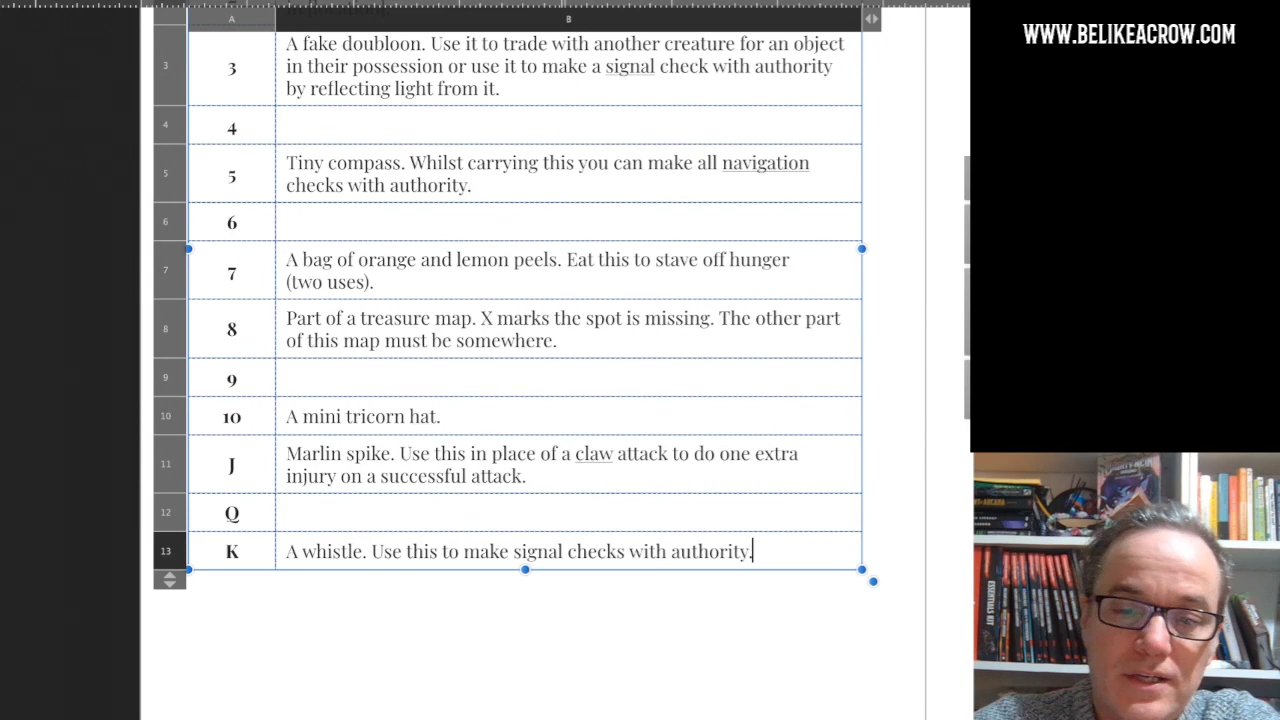 WWW.BELIKEACROW.COM
A
B
3
3
A fake doubloon. Use it to trade with another creature for an object
in their possession or use it to make a signal check with authority
by reflecting light from it.
4
4
5
5
Tiny compass. Whilst carrying this you can make all navigation
checks with authority.
6
6
7
7
A bag of orange and lemon peels. Eat this to stave off hunger
(two uses).
8
8
Part of a treasure map. X marks the spot is missing. The other part
of this map must be somewhere.
9
9
10
10
A mini tricorn hat.
11
J
Marlin spike. Use this in place of a claw attack to do one extra
injury on a successful attack.
12
Q
13
K
A whistle. Use this to make signal checks with authority.
ESSENTIALS KIT